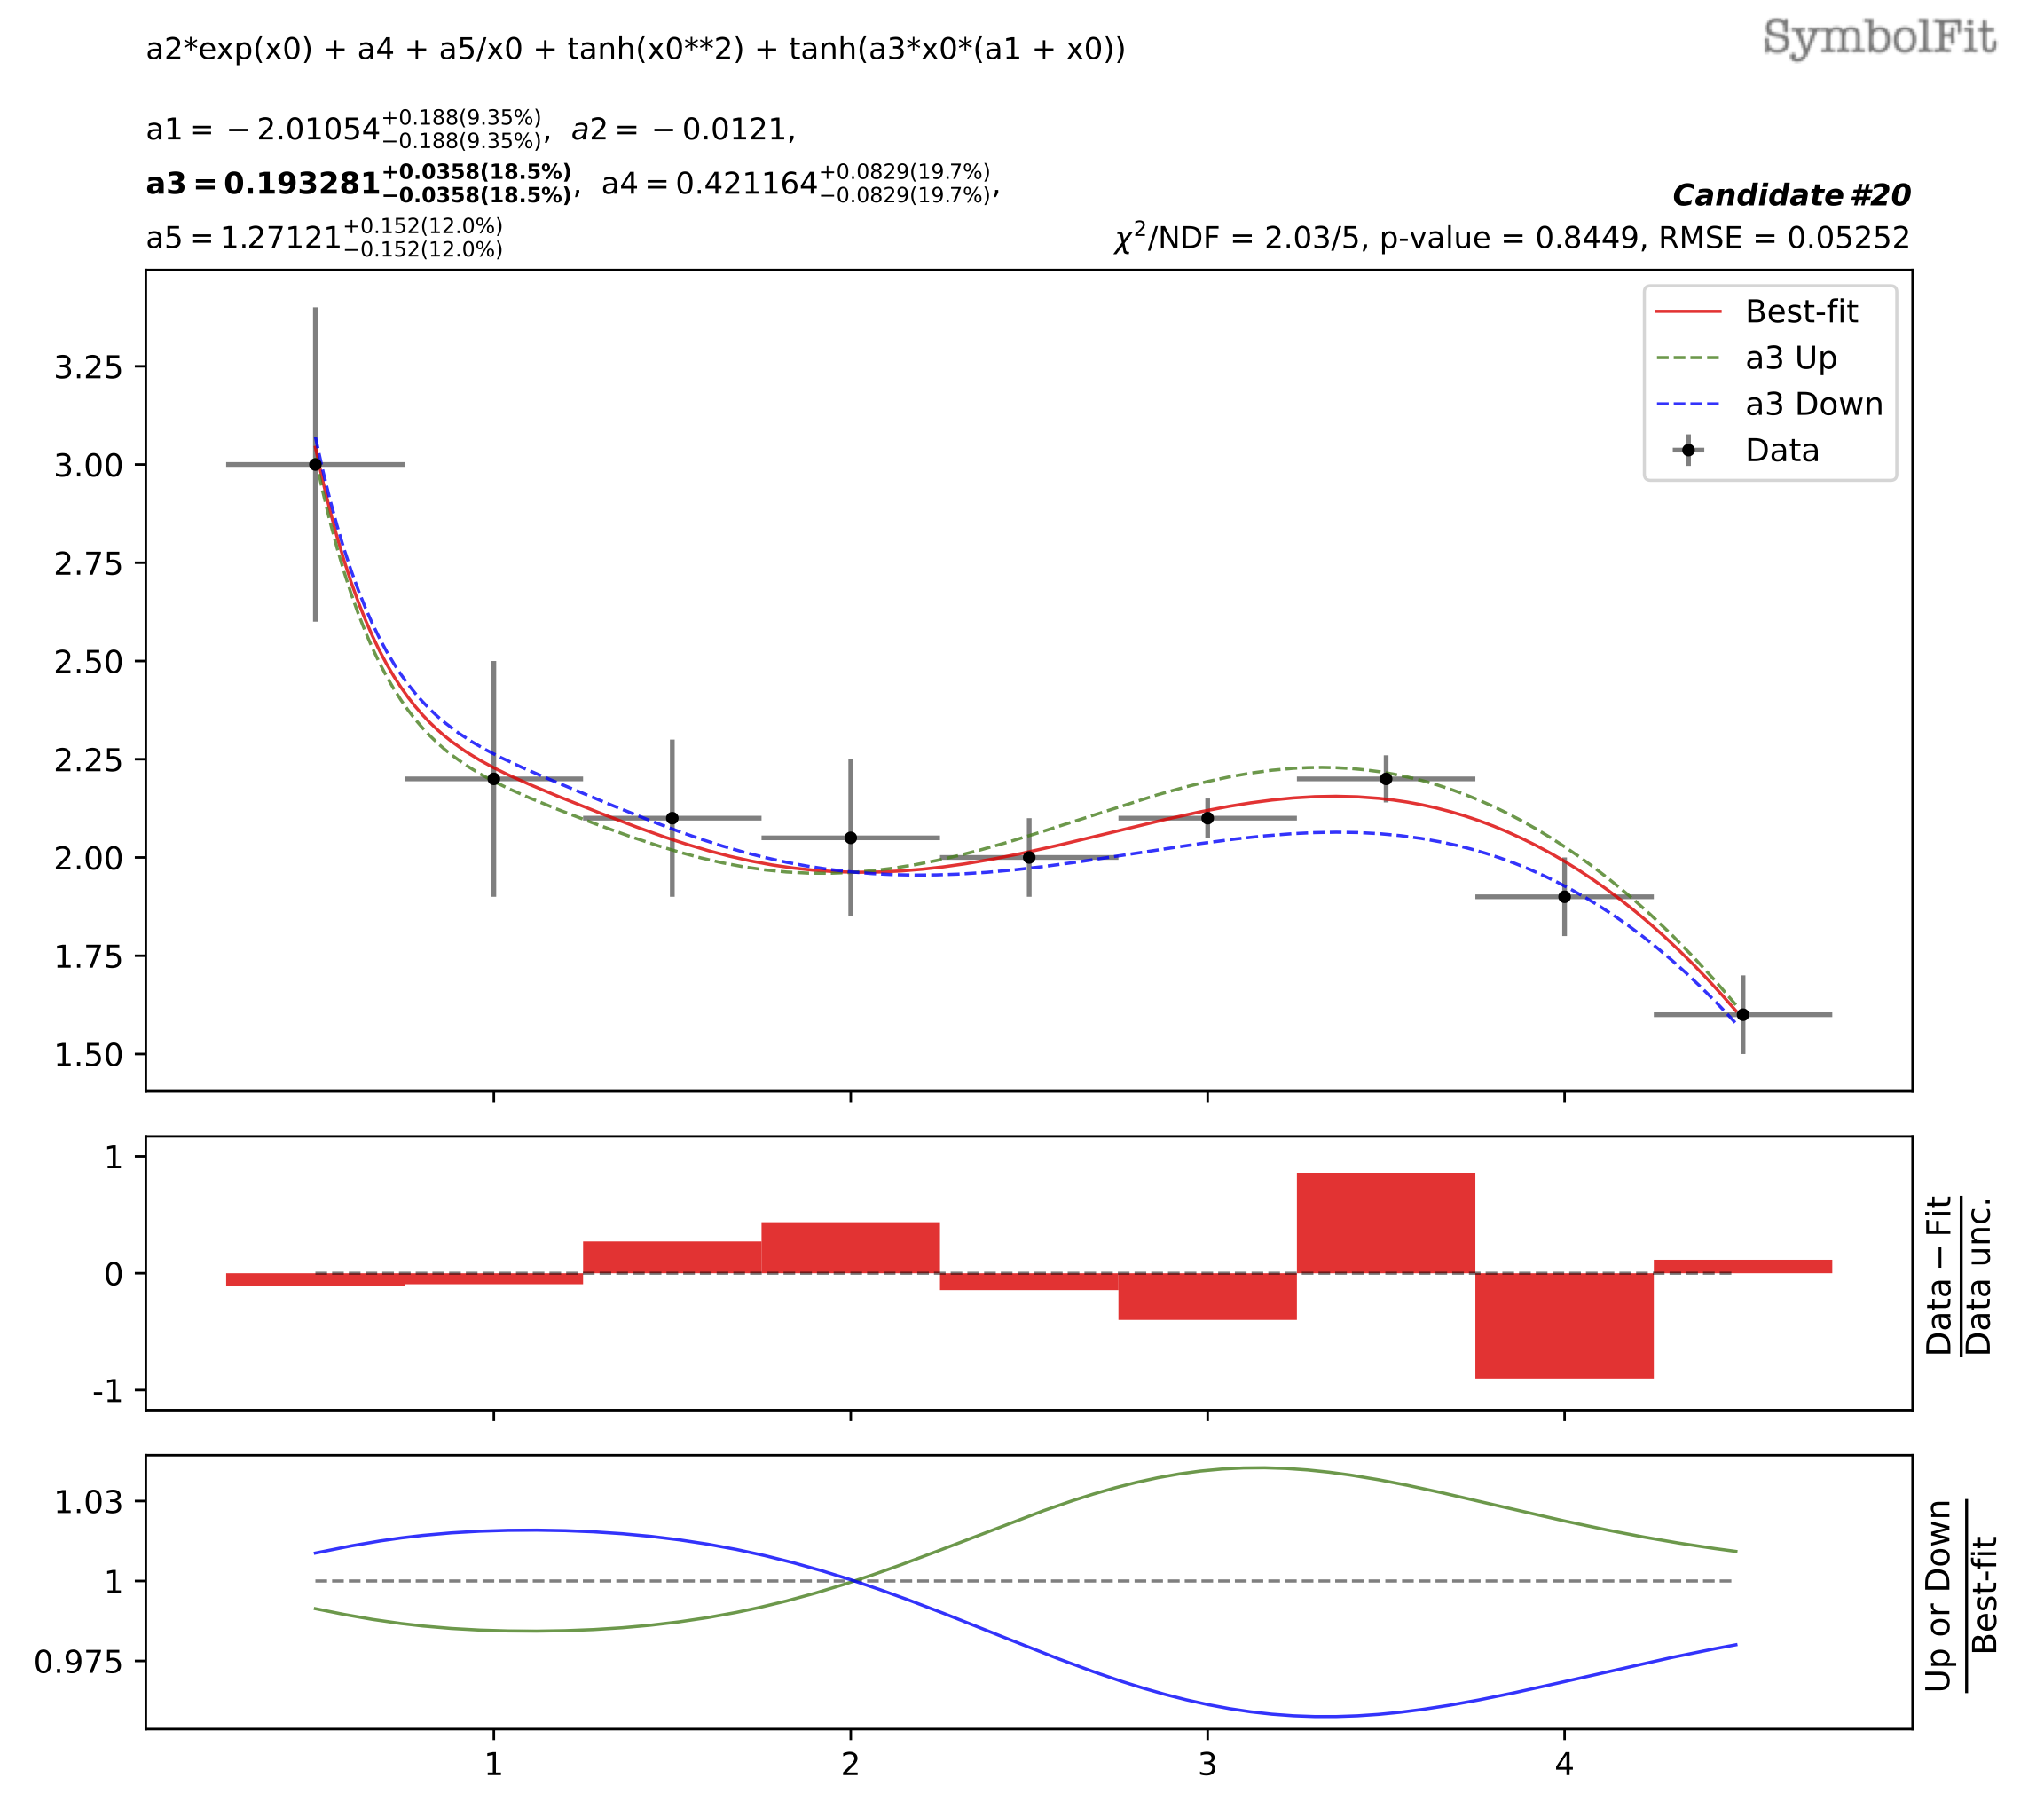 SymbolFit
a2*exp(x0) + a4 + a5/x0 + tanh(x0**2) + tanh(a3*x0*(a1 + x0))
a1 = −2.01054 +0.188(9.35%) −0.188(9.35%), a2 = −0.0121,
a3 = 0.193281 +0.0358(18.5%) −0.0358(18.5%), a4 = 0.421164 +0.0829(19.7%) −0.0829(19.7%),
a5 = 1.27121 +0.152(12.0%) −0.152(12.0%)
Candidate #20
χ²/NDF = 2.03/5, p-value = 0.8449, RMSE = 0.05252
Best-fit
a3 Up
a3 Down
Data
3.25
3.00
2.75
2.50
2.25
2.00
1.75
1.50
1
0
-1
Data − Fit
Data unc.
1.03
1
0.975
Up or Down
Best-fit
1 2 3 4